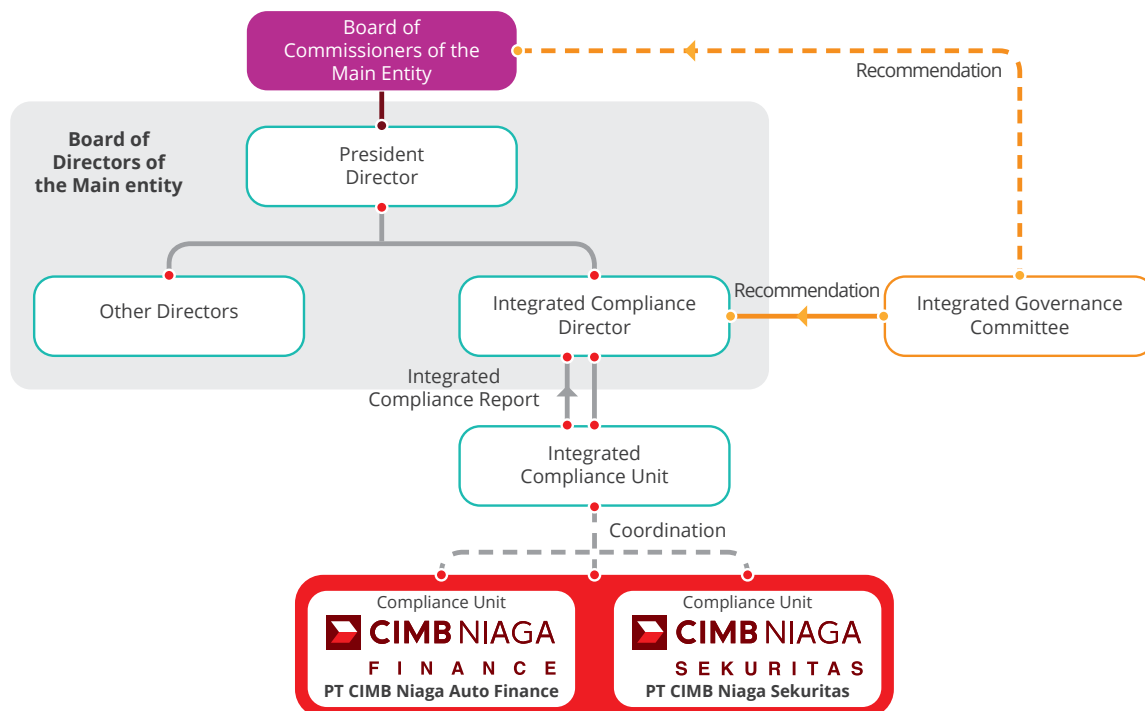 Board of
Commissioners of the
Main Entity
Recommendation
Board of
Directors of
the Main entity
President
Director
Other Directors
Integrated Compliance
Director
Recommendation
Integrated Governance
Committee
Integrated
Compliance Report
Integrated
Compliance Unit
Coordination
Compliance Unit
CIMB NIAGA
FINANCE
PT CIMB Niaga Auto Finance
Compliance Unit
CIMB NIAGA
SEKURITAS
PT CIMB Niaga Sekuritas